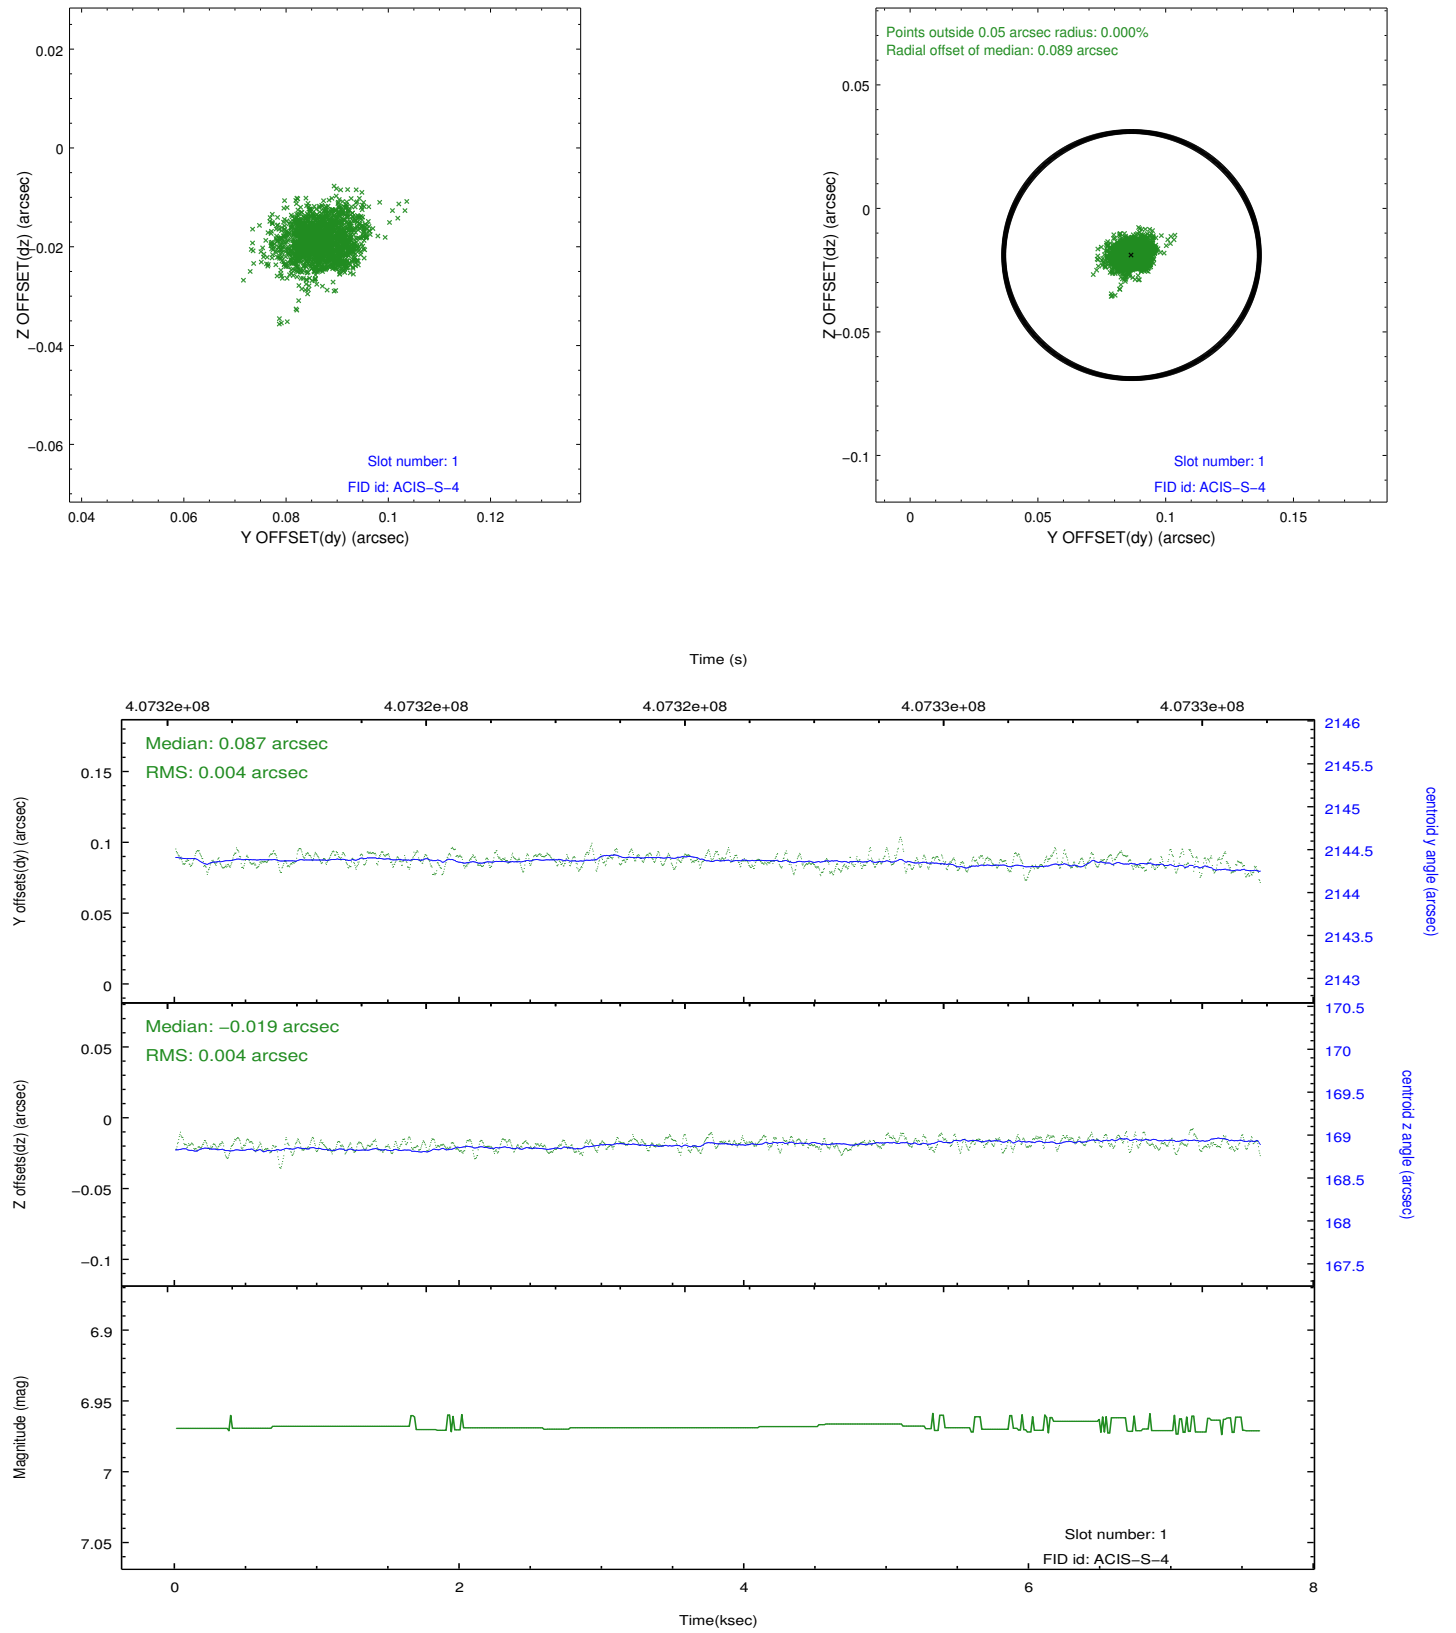 0.02
0
−0.02
−0.04
−0.06
Z OFFSET(dz) (arcsec)
Slot number: 1
FID id: ACIS−S−4
0.04
0.06
0.08
0.1
0.12
Y OFFSET(dy) (arcsec)
Points outside 0.05 arcsec radius: 0.000%
Radial offset of median: 0.089 arcsec
0.05
0
−0.05
−0.1
Z OFFSET(dz) (arcsec)
Slot number: 1
FID id: ACIS−S−4
0
0.05
0.1
0.15
Y OFFSET(dy) (arcsec)
Time (s)
4.0732e+08
4.0732e+08
4.0732e+08
4.0733e+08
4.0733e+08
Median: 0.087 arcsec
RMS: 0.004 arcsec
0.15
0.1
0.05
0
Y offsets(dy) (arcsec)
2146
2145.5
2145
2144.5
2144
2143.5
2143
centroid y angle (arcsec)
Median: −0.019 arcsec
RMS: 0.004 arcsec
0.05
0
−0.05
−0.1
Z offsets(dz) (arcsec)
170.5
170
169.5
169
168.5
168
167.5
centroid z angle (arcsec)
6.9
6.95
7
7.05
Magnitude (mag)
Slot number: 1
FID id: ACIS−S−4
0
2
4
6
8
Time(ksec)